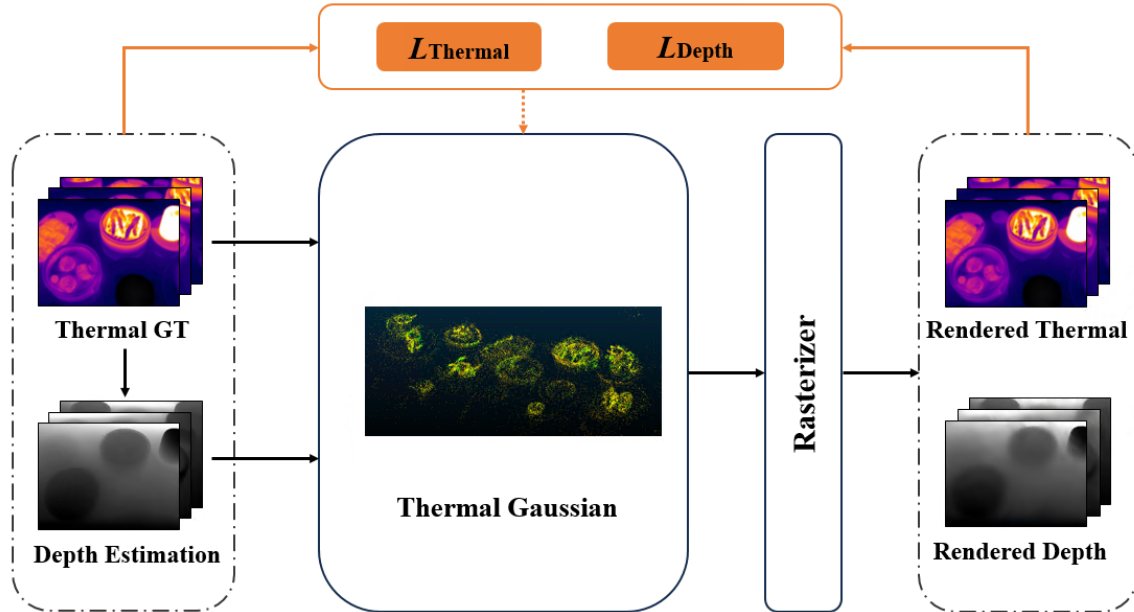 LThermal
LDepth
Thermal GT
Depth Estimation
Thermal Gaussian
Rasterizer
Rendered Thermal
Rendered Depth